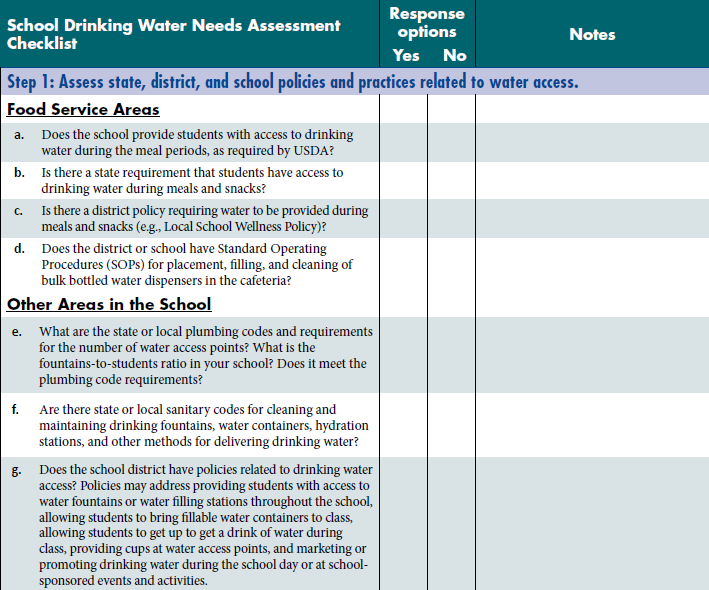 School Drinking Water Needs Assessment
Checklist
Response
options
Yes No
Notes
Step 1: Assess state, district, and school policies and practices related to water access.
Food Service Areas
a. Does the school provide students with access to drinking
water during the meal periods, as required by USDA?
b. Is there a state requirement that students have access to
drinking water during meals and snacks?
c. Is there a district policy requiring water to be provided during
meals and snacks (e.g., Local School Wellness Policy)?
d. Does the district or school have Standard Operating
Procedures (SOPs) for placement, filling, and cleaning of
bulk bottled water dispensers in the cafeteria?
Other Areas in the School
e. What are the state or local plumbing codes and requirements
for the number of water access points? What is the
fountains-to-students ratio in your school? Does it meet the
plumbing code requirements?
f. Are there state or local sanitary codes for cleaning and
maintaining drinking fountains, water containers, hydration
stations, and other methods for delivering drinking water?
g. Does the school district have policies related to drinking water
access? Policies may address providing students with access to
water fountains or water filling stations throughout the school,
allowing students to bring fillable water containers to class,
allowing students to get up to get a drink of water during
class, providing cups at water access points, and marketing or
promoting drinking water during the school day or at school-
sponsored events and activities.